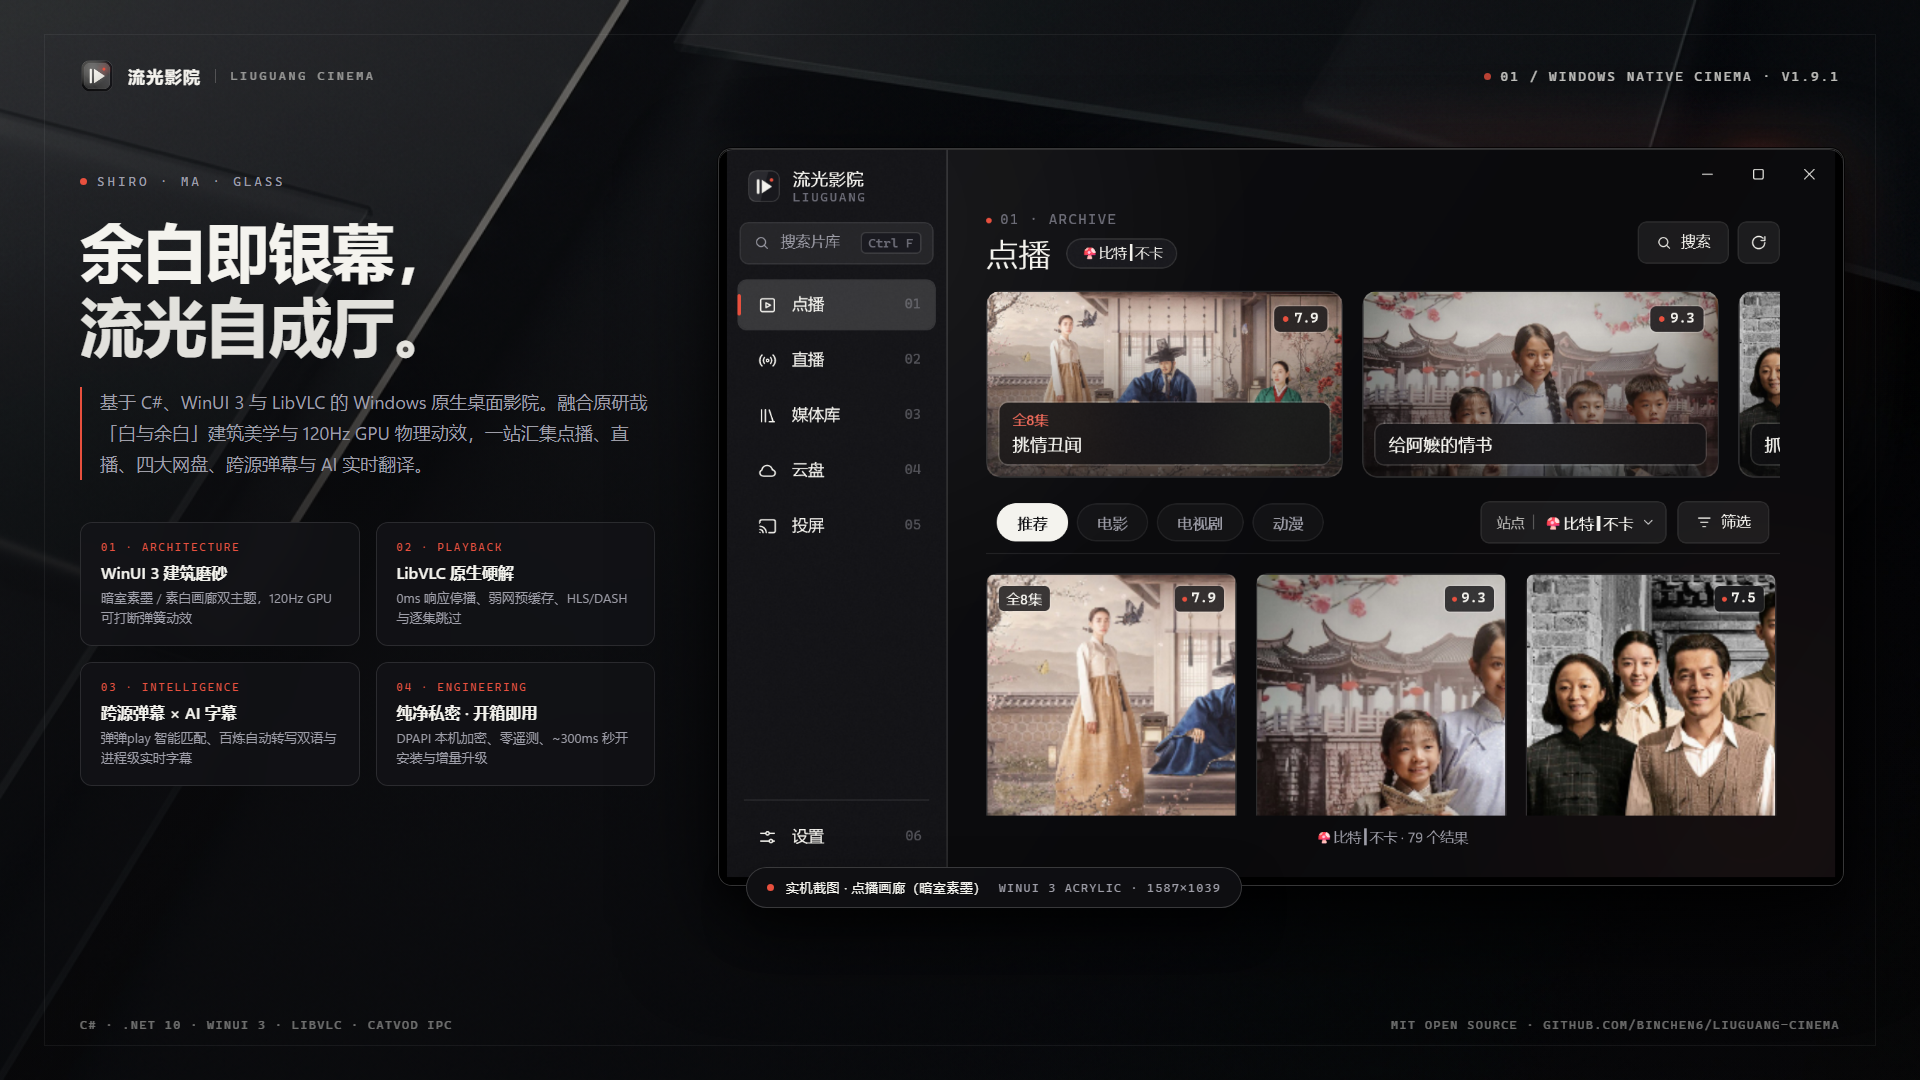 流光影院
LIUGUANG CINEMA
01 / WINDOWS NATIVE CINEMA · V1.9.1
SHIRO · MA · GLASS
余白即银幕，
流光自成厅。
基于 C#、WinUI 3 与 LibVLC 的 Windows 原生桌面影院。融合原研哉
「白与余白」建筑美学与 120Hz GPU 物理动效，一站汇集点播、直
播、四大网盘、跨源弹幕与 AI 实时翻译。
01 · ARCHITECTURE
WinUI 3 建筑磨砂
暗室素墨 / 素白画廊双主题，120Hz GPU
可打断弹簧动效
02 · PLAYBACK
LibVLC 原生硬解
0ms 响应停播、弱网预缓存、HLS/DASH
与逐集跳过
03 · INTELLIGENCE
跨源弹幕 × AI 字幕
弹弹play 智能匹配、百炼自动转写双语与
进程级实时字幕
04 · ENGINEERING
纯净私密 · 开箱即用
DPAPI 本机加密、零遥测、~300ms 秒开
安装与增量升级
流光影院
LIUGUANG
搜索片库 Ctrl F
点播 01
直播 02
媒体库 03
云盘 04
投屏 05
设置 06
01 · ARCHIVE
点播 🍄比特┃不卡
搜索
7.9
全8集
挑情丑闻
9.3
给阿嬷的情书
抓
推荐 电影 电视剧 动漫
站点 🍄比特┃不卡 筛选
全8集 7.9
9.3
7.5
🍄比特┃不卡 · 79 个结果
实机截图 · 点播画廊（暗室素墨） WINUI 3 ACRYLIC · 1587×1039
C# · .NET 10 · WINUI 3 · LIBVLC · CATVOD IPC
MIT OPEN SOURCE · GITHUB.COM/BINCHEN6/LIUGUANG-CINEMA